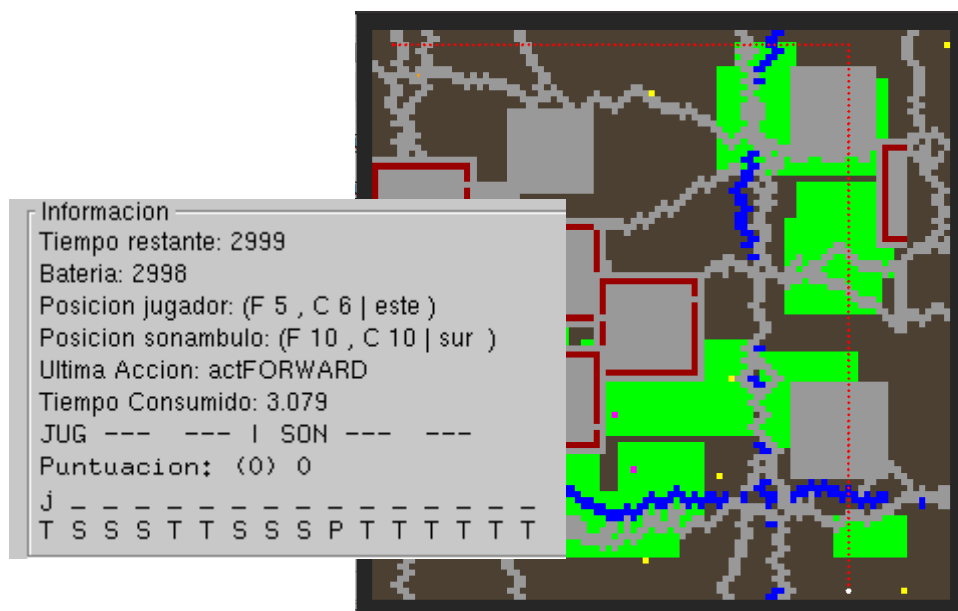 Informacion
Tiempo restante: 2999
Bateria: 2998
Posicion jugador: (F 5 , C 6 | este )
Posicion sonambulo: (F 10 , C 10 | sur )
Ultima Accion: actFORWARD
Tiempo Consumido: 3.079
JUG --- --- | SON --- ---
Puntuacion: (0) 0
j _ _ _ _ _ _ _ _ _ _ _ _ _ _ _
T S S S T T S S S P T T T T T T